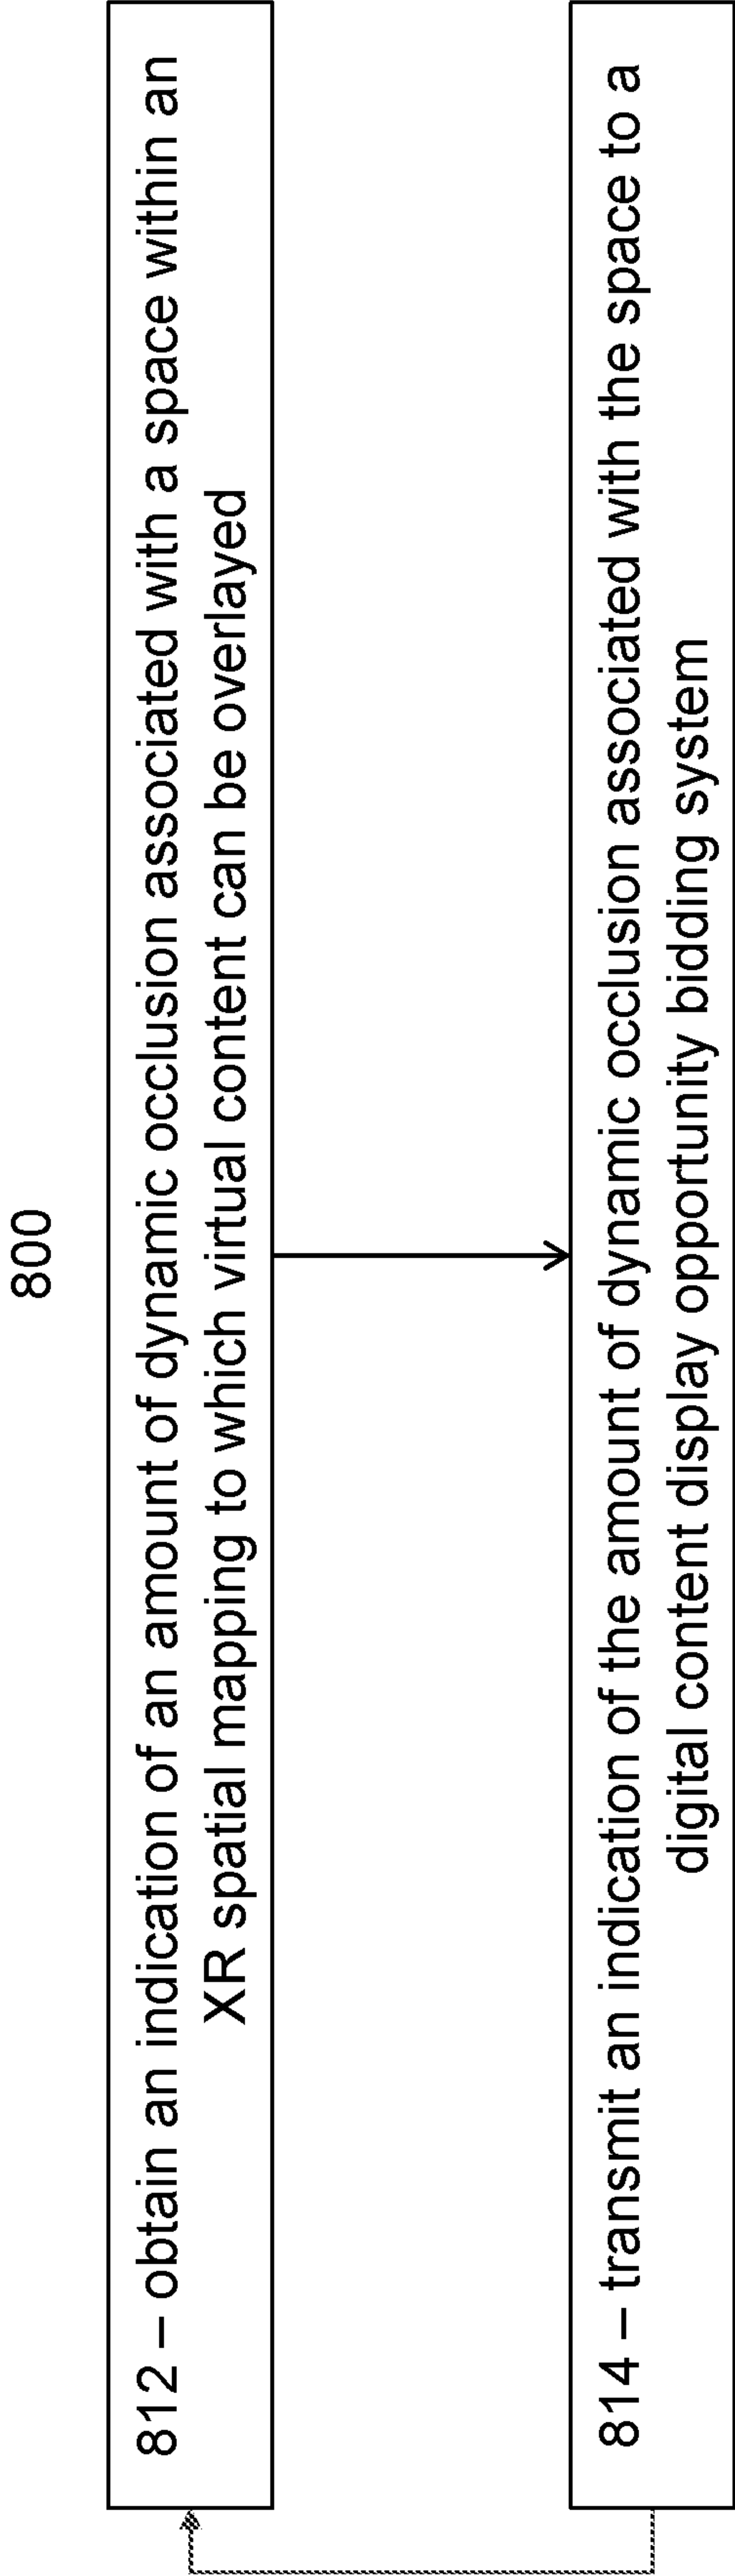 800
812 – obtain an indication of an amount of dynamic occlusion associated with a space within an
XR spatial mapping to which virtual content can be overlayed
814 – transmit an indication of the amount of dynamic occlusion associated with the space to a
digital content display opportunity bidding system